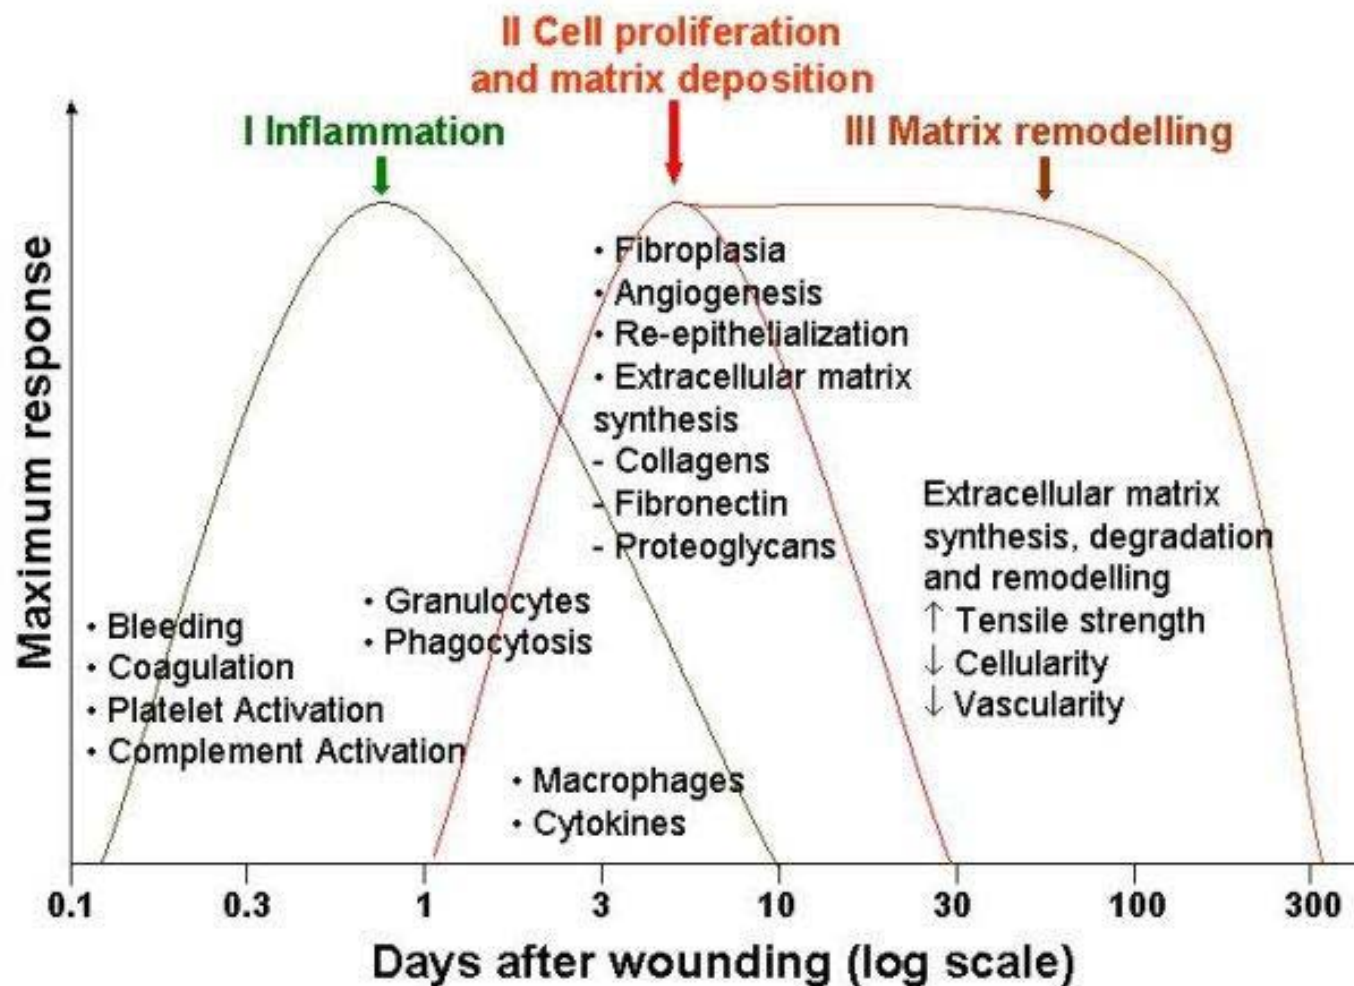 II Cell proliferation
and matrix deposition
I Inflammation
III Matrix remodelling
Maximum response
• Fibroplasia
• Angiogenesis
• Re-epithelialization
• Extracellular matrix
synthesis
- Collagens
- Fibronectin
- Proteoglycans
Extracellular matrix
synthesis, degradation
and remodelling
↑ Tensile strength
↓ Cellularity
↓ Vascularity
• Granulocytes
• Phagocytosis
• Bleeding
• Coagulation
• Platelet Activation
• Complement Activation
• Macrophages
• Cytokines
0.1 0.3 1 3 10 30 100 300
Days after wounding (log scale)